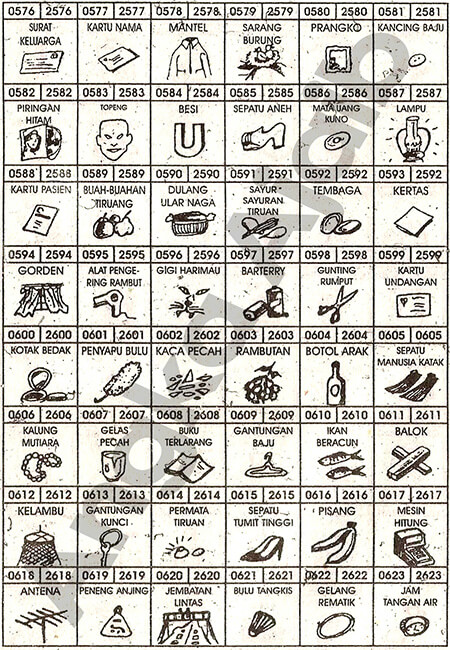 0576 2576 0577 2577 0578 2578 0579 2579 0580 2580 0581 2581
SURAT KELUARGA
KARTU NAMA
MANTEL
SARANG BURUNG
PRANGKO
KANCING BAJU
0582 2582 0583 2583 0584 2584 0585 2585 0586 2586 0587 2587
PIRINGAN HITAM
TOPENG
BESI
SEPATU ANEH
MATA UANG KUNO
LAMPU
0588 2588 0589 2589 0590 2590 0591 2591 0592 2592 0593 2592
KARTU PASIEN
BUAH-BUAHAN TIRUANG
DULANG ULAR NAGA
SAYUR-SAYURAN TIRUAN
TEMBAGA
KERTAS
0594 2594 0595 2595 0596 2596 0597 2597 0598 2598 0599 2599
GORDEN
ALAT PENGE-RING RAMBUT
GIGI HARIMAU
BARTERRY
GUNTING RUMPUT
KARTU UNDANGAN
0600 2600 0601 2601 0602 2602 0603 2603 0604 2604 0605 0605
KOTAK BEDAK
PENYAPU BULU
KACA PECAH
RAMBUTAN
BOTOL ARAK
SEPATU MANUSIA KATAK
0606 2606 0607 2607 0608 2608 0609 2609 0610 2610 0611 2611
KALUNG MUTIARA
GELAS PECAH
BUKU TERLARANG
GANTUNGAN BAJU
IKAN BERACUN
BALOK
0612 2612 0613 2613 0614 2614 0615 2615 0616 2616 0617 2617
KELAMBU
GANTUNGAN KUNCI
PERMATA TIRUAN
SEPATU TUMIT TINGGI
PISANG
MESIN HITUNG
0618 2618 0619 2619 0620 2620 0621 2621 0622 2622 0623 2623
ANTENA
PENENG ANJING
JEMBATAN LINTAS
BULU TANGKIS
GELANG REMATIK
JAM TANGAN AIR
Angka Ajaib